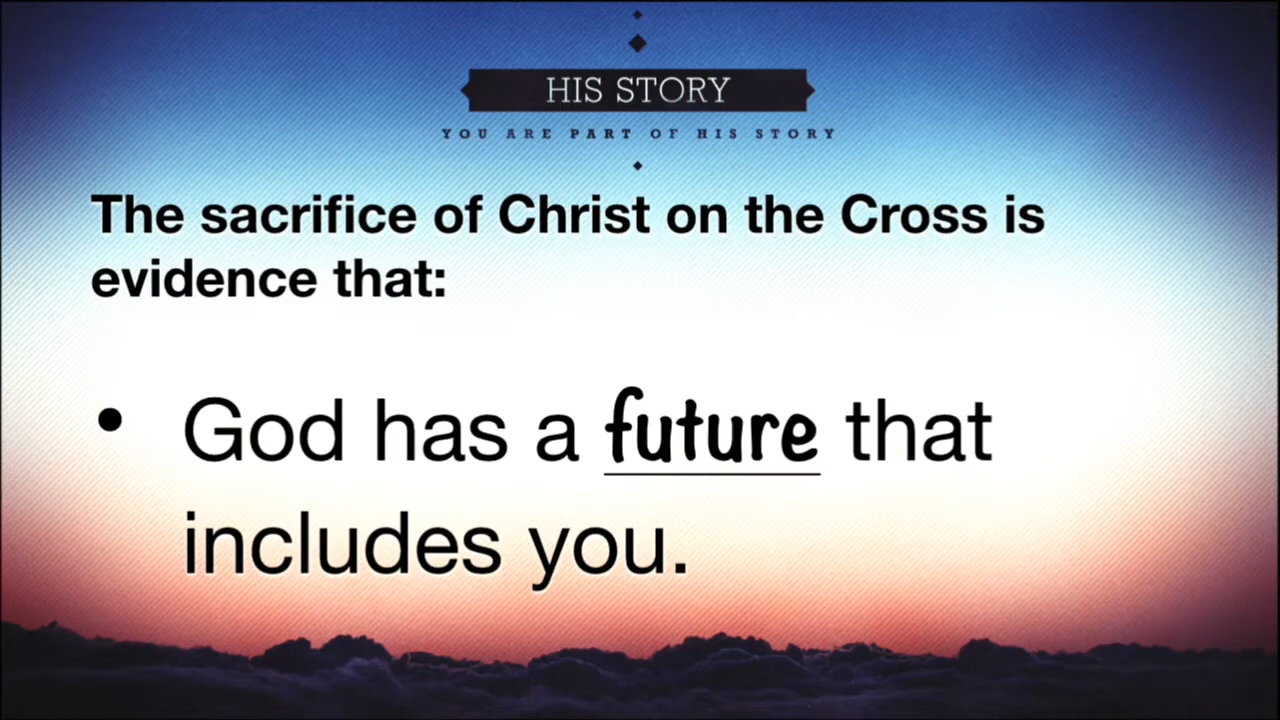 HIS STORY
YOU ARE PART OF HIS STORY
The sacrifice of Christ on the Cross is
evidence that:
• God has a future that
includes you.